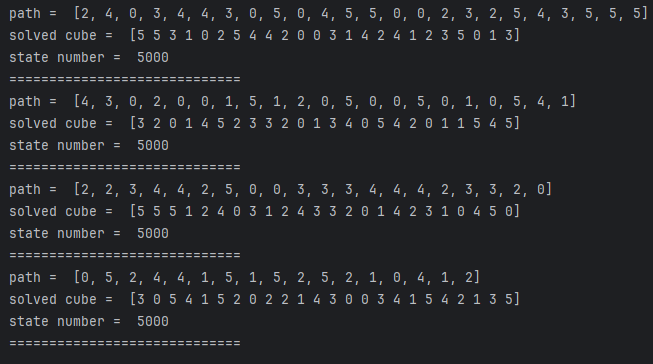 path =  [2, 4, 0, 3, 4, 4, 3, 0, 5, 0, 4, 5, 5, 0, 0, 2, 3, 2, 5, 4, 3, 5, 5, 5]
solved cube =  [5 5 3 1 0 2 5 4 4 2 0 0 3 1 4 2 4 1 2 3 5 0 1 3]
state number =  5000
=============================
path =  [4, 3, 0, 2, 0, 0, 1, 5, 1, 2, 0, 5, 0, 0, 5, 0, 1, 0, 5, 4, 1]
solved cube =  [3 2 0 1 4 5 2 3 3 2 0 1 3 4 0 5 4 2 0 1 1 5 4 5]
state number =  5000
=============================
path =  [2, 2, 3, 4, 4, 2, 5, 0, 0, 3, 3, 3, 4, 4, 4, 2, 3, 3, 2, 0]
solved cube =  [5 5 5 1 2 4 0 3 1 2 4 3 3 2 0 1 4 2 3 1 0 4 5 0]
state number =  5000
=============================
path =  [0, 5, 2, 4, 4, 1, 5, 1, 5, 2, 5, 2, 1, 0, 4, 1, 2]
solved cube =  [3 0 5 4 1 5 2 0 2 2 1 4 3 0 0 3 4 1 5 4 2 1 3 5]
state number =  5000
=============================